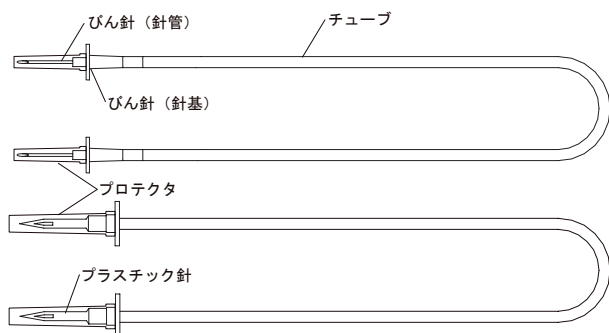 びん針（針管）
チューブ
びん針（針基）
プロテクタ
プラスチック針